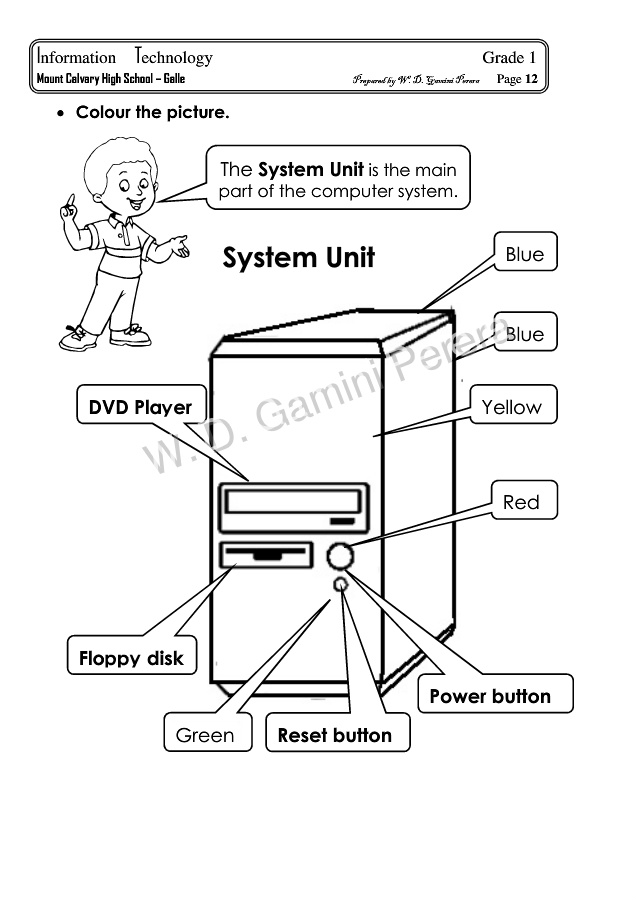 Information Technology Grade 1
Mount Calvary High School – Galle Prepared by W. D. Gamini Perera Page 12
• Colour the picture.
The System Unit is the main
part of the computer system.
System Unit
Blue
Blue
W. D. Gamini Perera
DVD Player
Yellow
Red
Floppy disk
Power button
Green
Reset button